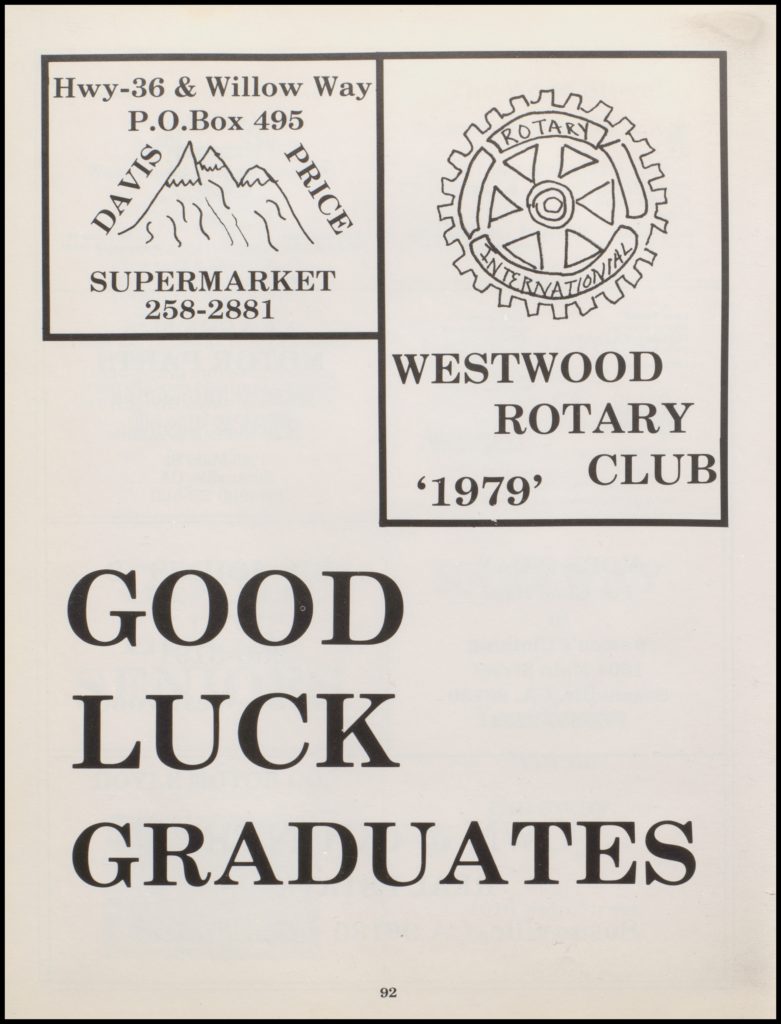 Hwy-36 & Willow Way
P.O.Box 495
DAVIS PRICE
SUPERMARKET
258-2881
ROTARY
INTERNATIONIAL
WESTWOOD
ROTARY
CLUB
‘1979’
GOOD
LUCK
GRADUATES
92